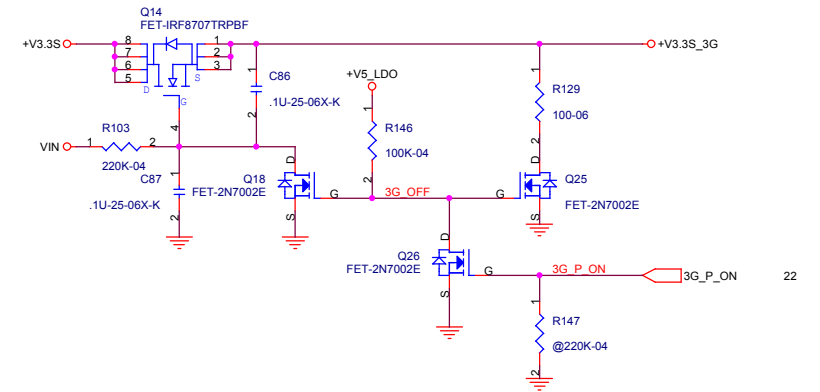 Q14
FET-IRF8707TRPBF
+V3.3S
8
7
6
5
D
S
G
1
2
3
4
+V3.3S_3G
C86
1
2
.1U-25-06X-K
+V5_LDO
1
R146
100K-04
2
1
R129
100-06
2
VIN
1
R103
2
220K-04
C87
1
.1U-25-06X-K
2
Q18
FET-2N7002E
D
G
S
3G_OFF
G
D
S
Q25
FET-2N7002E
Q26
FET-2N7002E
D
G
S
3G_P_ON
3G_P_ON
22
1
R147
@220K-04
2